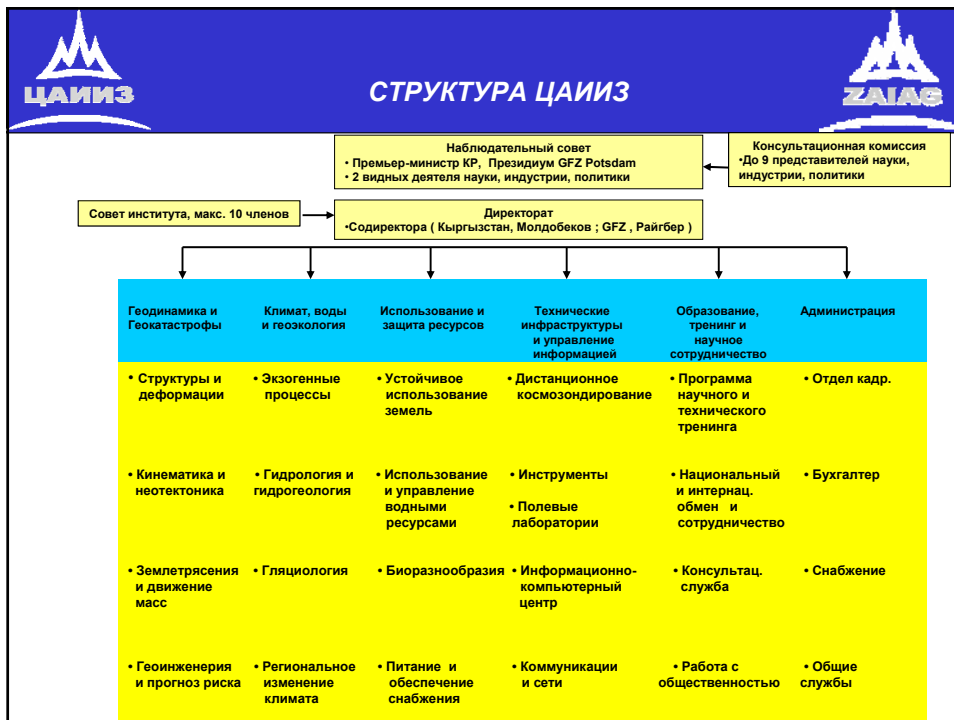 ЦАИИЗ
СТРУКТУРА ЦАИИЗ
ZAIAG
Наблюдательный совет
• Премьер-министр КР, Президиум GFZ Potsdam
• 2 видных деятеля науки, индустрии, политики
Консультационная комиссия
•До 9 представителей науки,
индустрии, политики
Совет института, макс. 10 членов
Директорат
•Содиректора ( Кыргызстан, Молдобеков ; GFZ , Райгбер )
Геодинамика и
Геокатастрофы
Климат, воды
и геоэкология
Использование и
защита ресурсов
Технические
инфраструктуры
и управление
информацией
Образование,
тренинг и
научное
сотрудничество
Администрация
• Структуры и
деформации
• Экзогенные
процессы
• Устойчивое
использование
земель
• Дистанционное
космозондирование
• Программа
научного и
технического
тренинга
• Отдел кадр.
• Кинематика и
неотектоника
• Гидрология и
гидрогеология
• Использование
и управление
водными
ресурсами
• Инструменты
• Полевые
лаборатории
• Национальный
и интернац.
обмен и
сотрудничество
• Бухгалтер
• Землетрясения
и движение
масс
• Гляциология
• Биоразнообразия
• Информационно-
компьютерный
центр
• Консультац.
служба
• Снабжение
• Геоинженерия
и прогноз риска
• Региональное
изменение
климата
• Питание и
обеспечение
снабжения
• Коммуникации
и сети
• Работа с
общественностью
• Общие
службы